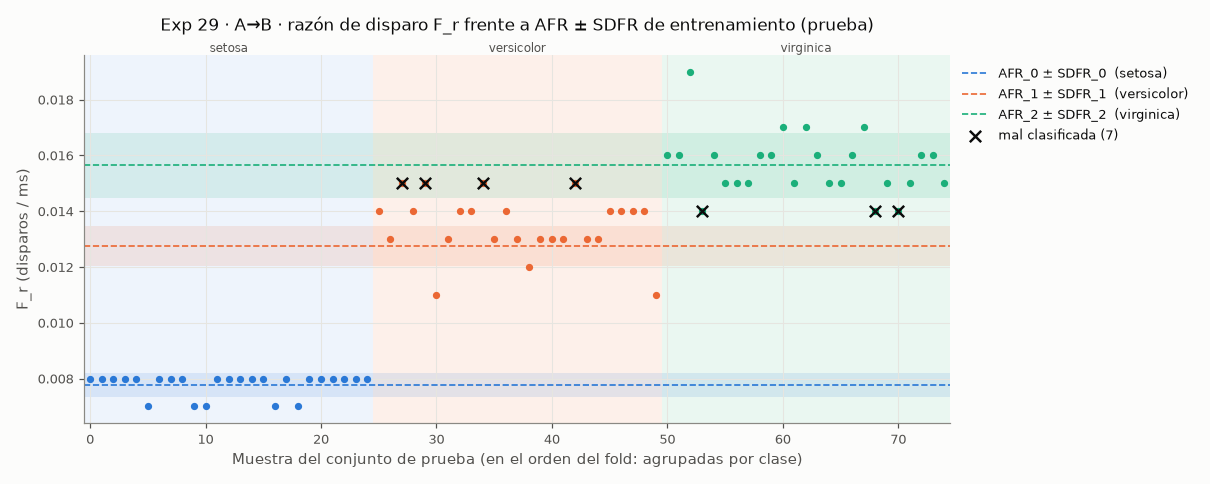 Exp 29 · A→B · razón de disparo F_r frente a AFR ± SDFR de entrenamiento (prueba)
setosa
versicolor
virginica
AFR_0 ± SDFR_0 (setosa)
AFR_1 ± SDFR_1 (versicolor)
AFR_2 ± SDFR_2 (virginica)
mal clasificada (7)
F_r (disparos / ms)
0.018
0.016
0.014
0.012
0.010
0.008
0
10
20
30
40
50
60
70
Muestra del conjunto de prueba (en el orden del fold: agrupadas por clase)